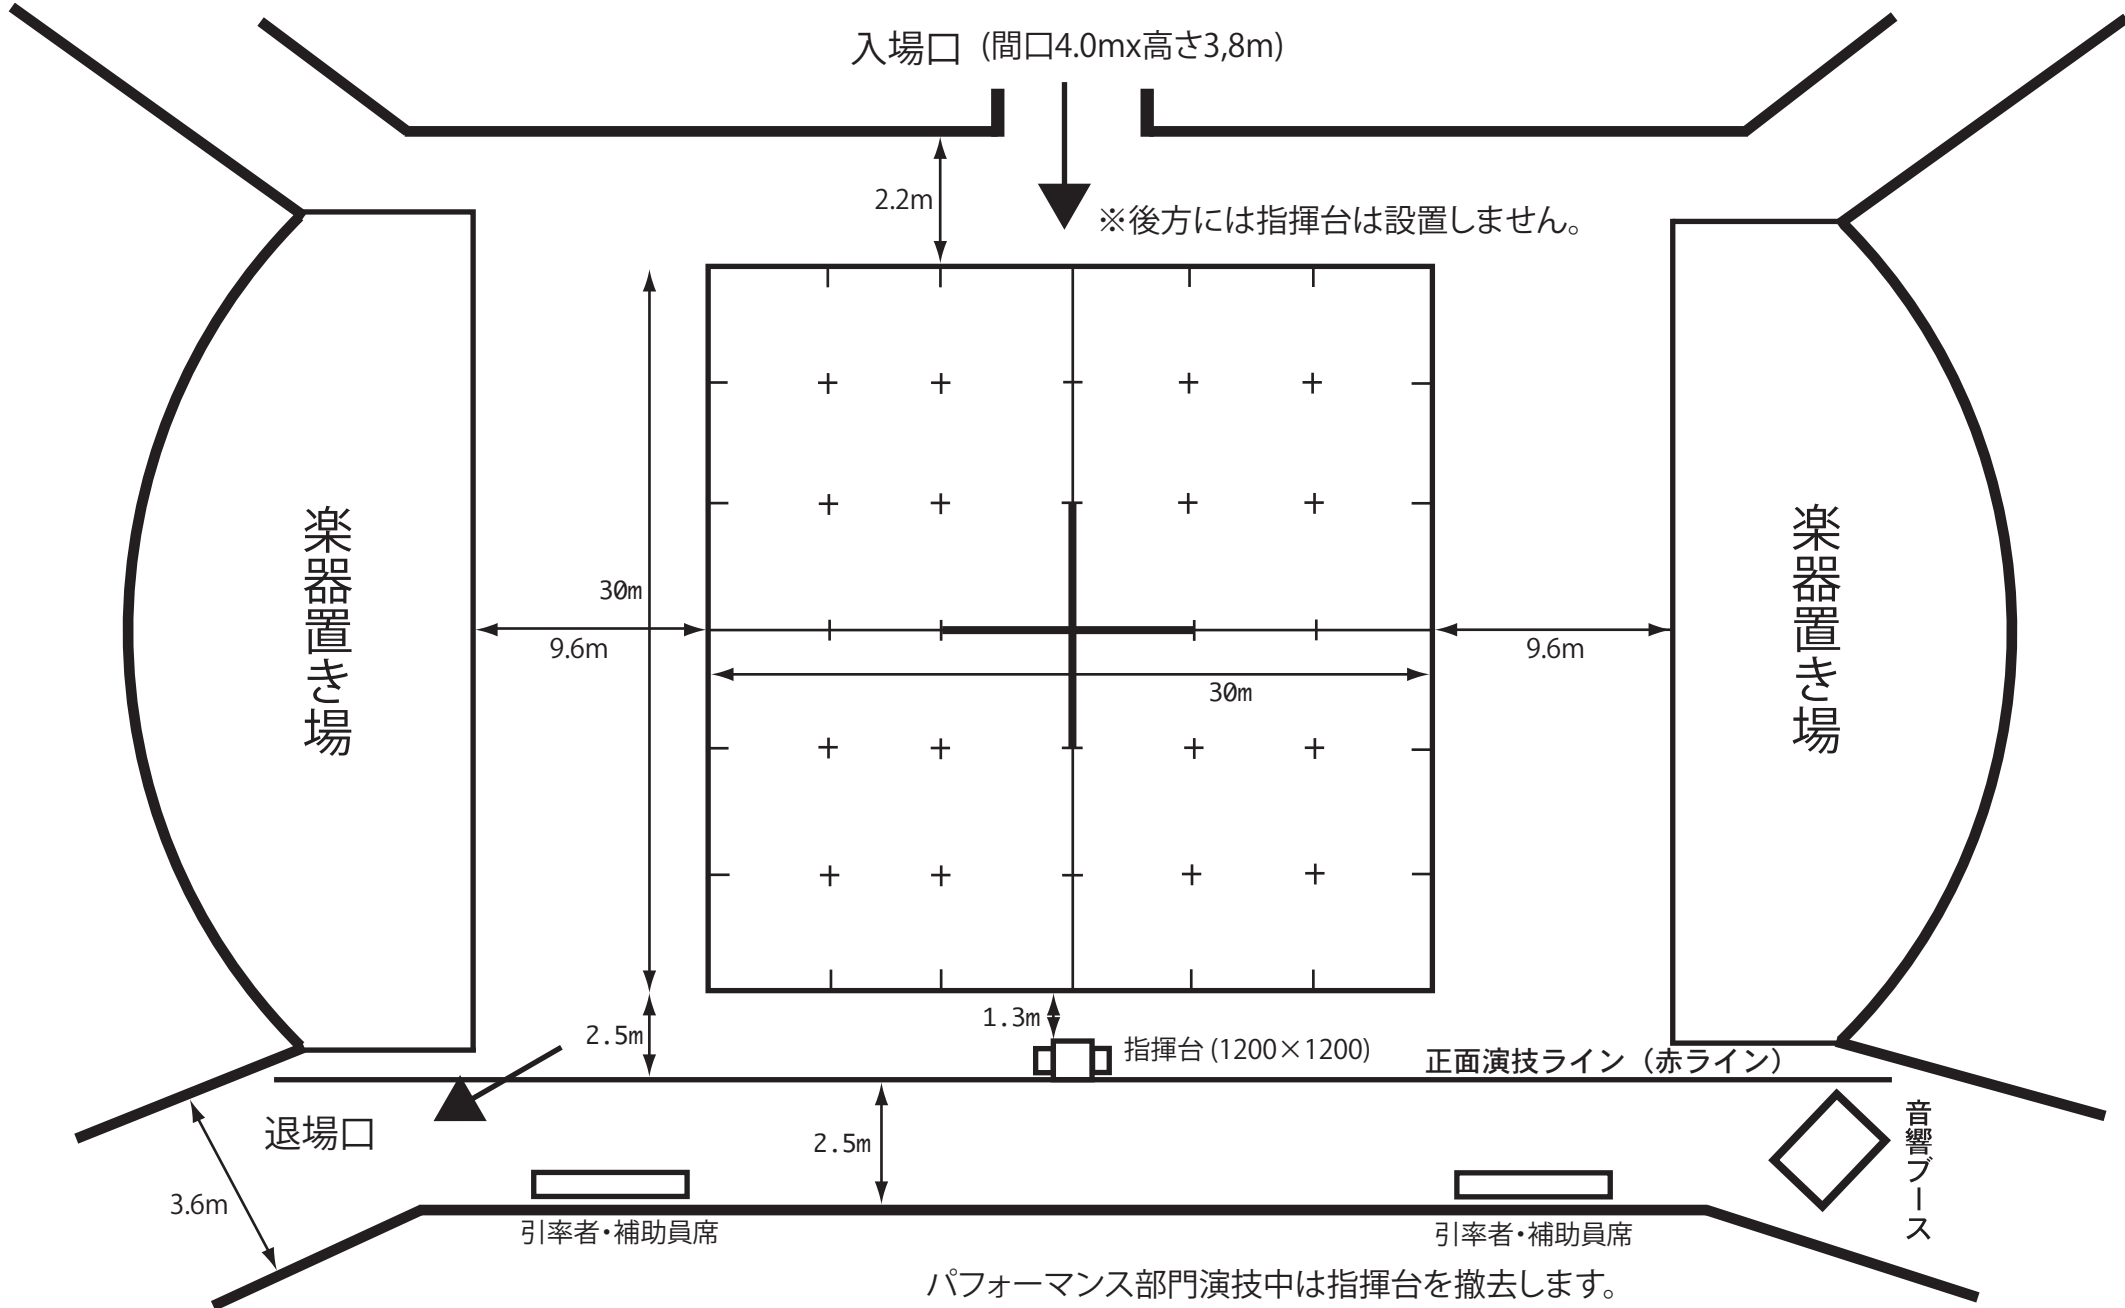 入場口 (間口4.0mx高さ3,8m)
2.2m
※後方には指揮台は設置しません。
楽器置き場
30m
9.6m
30m
9.6m
楽器置き場
2.5m
1.3m
指揮台 (1200×1200)
正面演技ライン（赤ライン）
退場口
2.5m
音響ブース
3.6m
引率者・補助員席
引率者・補助員席
パフォーマンス部門演技中は指揮台を撤去します。